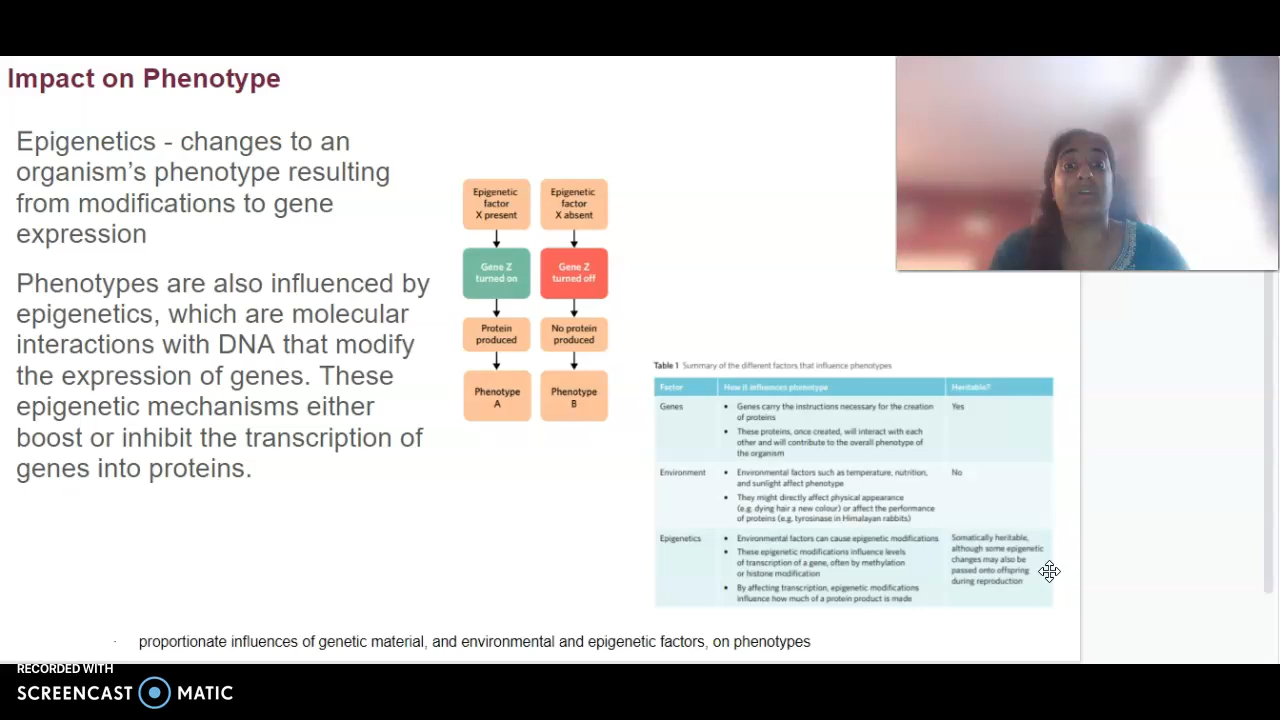 Impact on Phenotype
Epigenetics - changes to an
organism's phenotype resulting
from modifications to gene
expression
Phenotypes are also influenced by
epigenetics, which are molecular
interactions with DNA that modify
the expression of genes. These
epigenetic mechanisms either
boost or inhibit the transcription of
genes into proteins.
Epigenetic
factor
X present
Gene Z
turned on
Protein
produced
Phenotype
A
Epigenetic
factor
X absent
Gene Z
turned off
No protein
produced
Phenotype
B
Table 1 Summary of the different factors that influence phenotypes
Factor
How it influences phenotype
Heritable?
Genes
• Genes carry the instructions necessary for the creation
of proteins
• These proteins, once created, will interact with each
other and will contribute to the overall phenotype of
the organism
Yes
Environment
• Environmental factors such as temperature, nutrition,
and sunlight affect phenotype
• They might directly affect physical appearance
(e.g. dying hair a new colour) or affect the performance
of proteins (e.g. tyrosinase in Himalayan rabbits)
No
Epigenetics
• Environmental factors can cause epigenetic modifications
• These epigenetic modifications influence levels
of transcription of a gene, often by methylation
or histone modification
• By affecting transcription, epigenetic modifications
influence how much of a protein product is made
Somatically heritable,
although some epigenetic
changes may also be
passed onto offspring
during reproduction
· proportionate influences of genetic material, and environmental and epigenetic factors, on phenotypes
RECORDED WITH
SCREENCAST MATIC